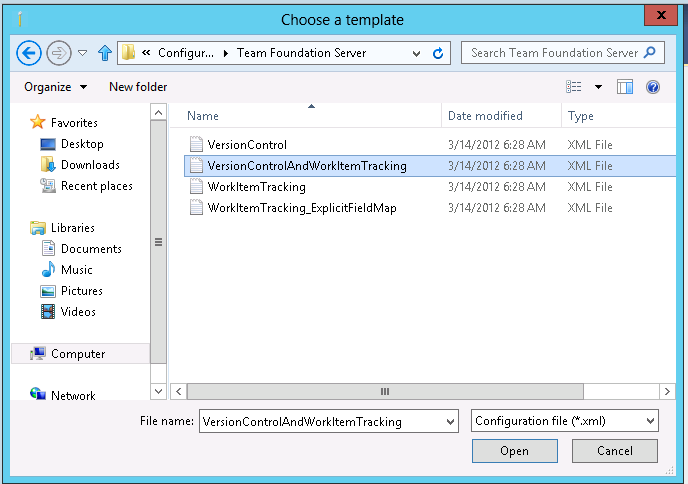 Choose a template
« Configur... Team Foundation Server
Search Team Foundation Server
Organize New folder
Name Date modified Type
Favorites
Desktop
Downloads
Recent places
Libraries
Documents
Music
Pictures
Videos
Computer
Network
VersionControl 3/14/2012 6:28 AM XML File
VersionControlAndWorkItemTracking 3/14/2012 6:28 AM XML File
WorkItemTracking 3/14/2012 6:28 AM XML File
WorkItemTracking_ExplicitFieldMap 3/14/2012 6:28 AM XML File
File name: VersionControlAndWorkItemTracking Configuration file (*.xml)
Open Cancel